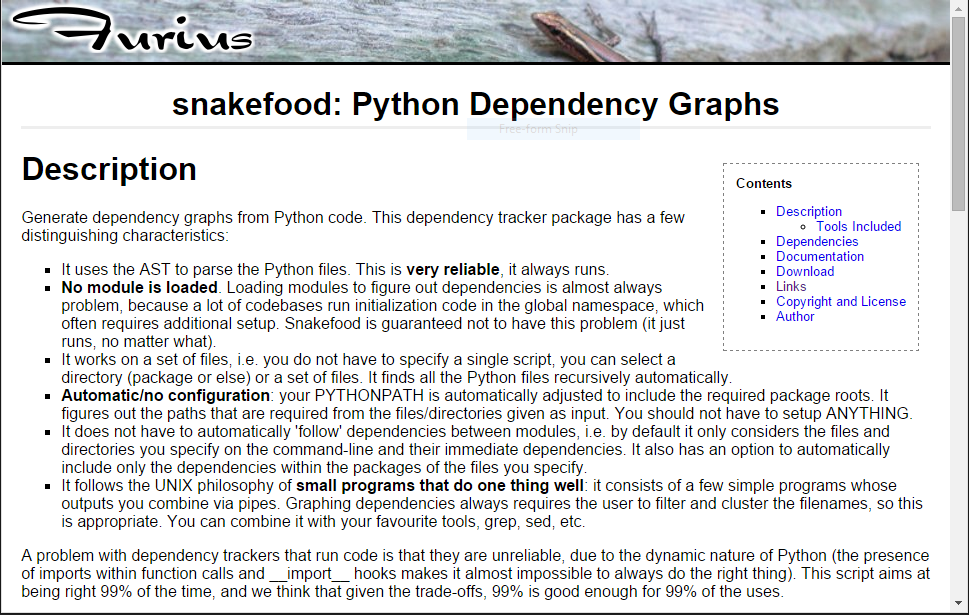 Furius
snakefood: Python Dependency Graphs
Free-form Snip
Description
Generate dependency graphs from Python code. This dependency tracker package has a few
distinguishing characteristics:
It uses the AST to parse the Python files. This is very reliable, it always runs.
No module is loaded. Loading modules to figure out dependencies is almost always
problem, because a lot of codebases run initialization code in the global namespace, which
often requires additional setup. Snakefood is guaranteed not to have this problem (it just
runs, no matter what).
It works on a set of files, i.e. you do not have to specify a single script, you can select a
directory (package or else) or a set of files. It finds all the Python files recursively automatically.
Automatic/no configuration: your PYTHONPATH is automatically adjusted to include the required package roots. It
figures out the paths that are required from the files/directories given as input. You should not have to setup ANYTHING.
It does not have to automatically 'follow' dependencies between modules, i.e. by default it only considers the files and
directories you specify on the command-line and their immediate dependencies. It also has an option to automatically
include only the dependencies within the packages of the files you specify.
It follows the UNIX philosophy of small programs that do one thing well: it consists of a few simple programs whose
outputs you combine via pipes. Graphing dependencies always requires the user to filter and cluster the filenames, so this
is appropriate. You can combine it with your favourite tools, grep, sed, etc.
A problem with dependency trackers that run code is that they are unreliable, due to the dynamic nature of Python (the presence
of imports within function calls and __import__ hooks makes it almost impossible to always do the right thing). This script aims at
being right 99% of the time, and we think that given the trade-offs, 99% is good enough for 99% of the uses.
Contents
Description
Tools Included
Dependencies
Documentation
Download
Links
Copyright and License
Author